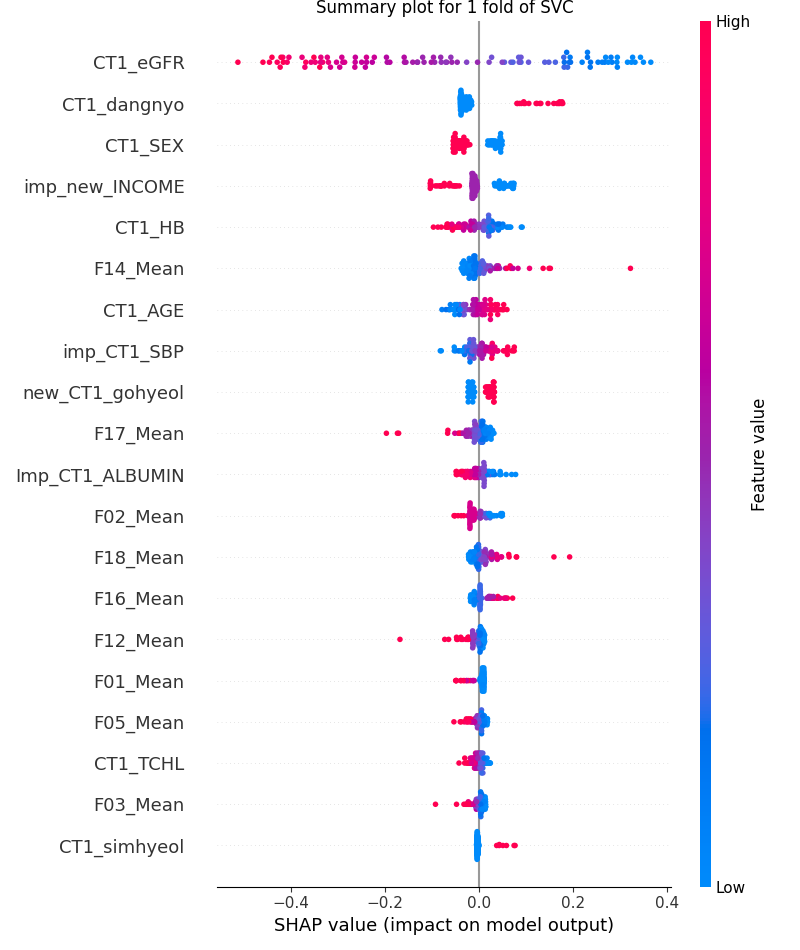 Summary plot for 1 fold of SVC
High
CT1_eGFR
CT1_dangnyo
CT1_SEX
imp_new_INCOME
CT1_HB
F14_Mean
CT1_AGE
imp_CT1_SBP
new_CT1_gohyeol
F17_Mean
Imp_CT1_ALBUMIN
F02_Mean
F18_Mean
F16_Mean
F12_Mean
F01_Mean
F05_Mean
CT1_TCHL
F03_Mean
CT1_simhyeol
Feature value
Low
−0.4 −0.2 0.0 0.2 0.4
SHAP value (impact on model output)